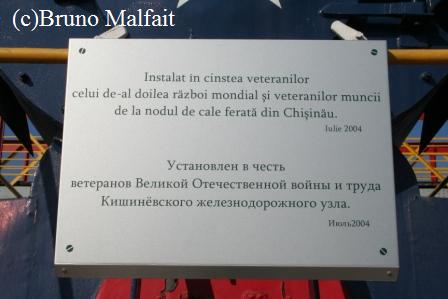 (c)Bruno Malfait
Instalat in cinstea veteranilor
celui de-al doilea război mondial şi veteranilor muncii
de la nodul de cale ferată din Chişinău.
Iulie 2004
Установлен в честь
ветеранов Великой Отечественной войны и труда
Кишинёвского железнодорожного узла.
Июль2004